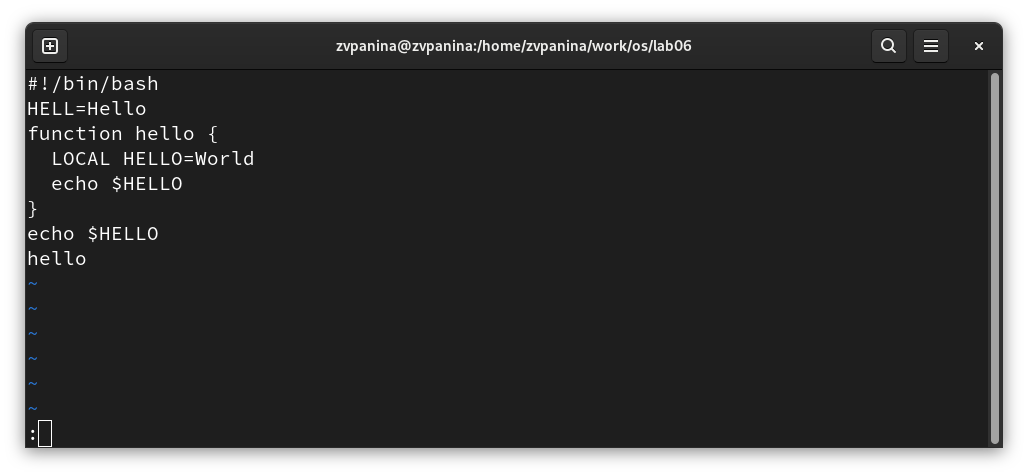 zvpanina@zvpanina:/home/zvpanina/work/os/lab06
#!/bin/bash
HELL=Hello
function hello {
  LOCAL HELLO=World
  echo $HELLO
}
echo $HELLO
hello
~
~
~
~
~
~
: